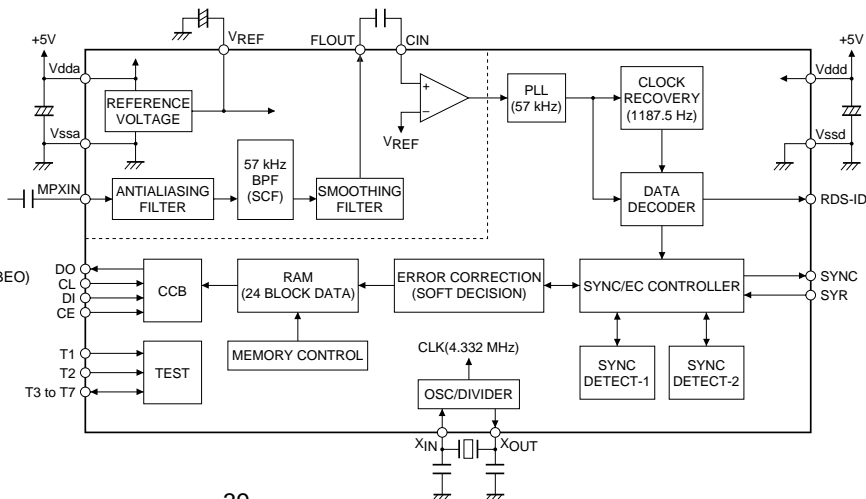 +5V
VREF
FLOUT
CIN
+5V
Vdda
REFERENCE
VOLTAGE
Vssa
+
−
VREF
PLL
(57 kHz)
CLOCK
RECOVERY
(1187.5 Hz)
Vddd
Vssd
MPXIN
ANTIALIASING
FILTER
57 kHz
BPF
(SCF)
SMOOTHING
FILTER
DATA
DECODER
RDS-ID
BEO)
DO
CL
DI
CE
CCB
RAM
(24 BLOCK DATA)
ERROR CORRECTION
(SOFT DECISION)
SYNC/EC CONTROLLER
SYNC
SYR
MEMORY CONTROL
T1
T2
T3 to T7
TEST
CLK(4.332 MHz)
OSC/DIVIDER
SYNC
DETECT-1
SYNC
DETECT-2
XIN
XOUT